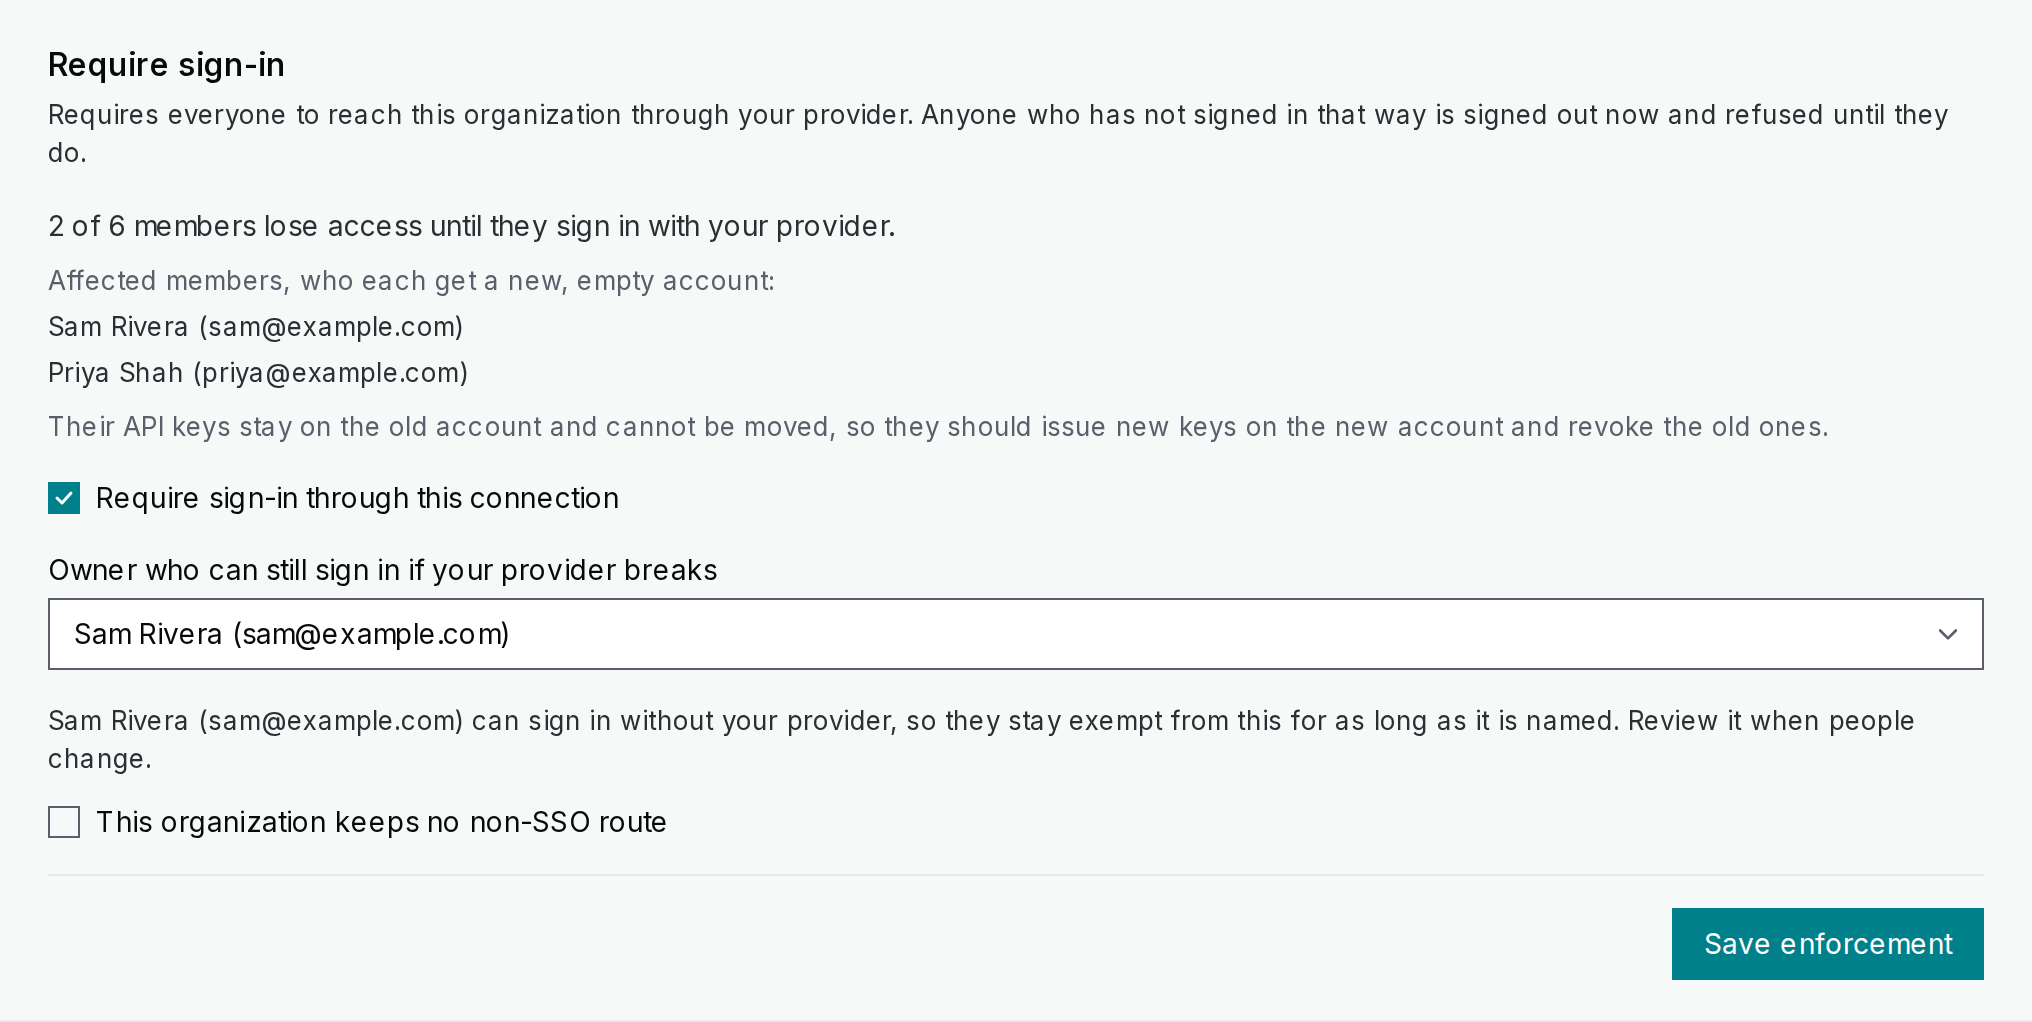 Require sign-in
Requires everyone to reach this organization through your provider. Anyone who has not signed in that way is signed out now and refused until they
do.
2 of 6 members lose access until they sign in with your provider.
Affected members, who each get a new, empty account:
Sam Rivera (sam@example.com)
Priya Shah (priya@example.com)
Their API keys stay on the old account and cannot be moved, so they should issue new keys on the new account and revoke the old ones.
Require sign-in through this connection
Owner who can still sign in if your provider breaks
Sam Rivera (sam@example.com)
Sam Rivera (sam@example.com) can sign in without your provider, so they stay exempt from this for as long as it is named. Review it when people
change.
This organization keeps no non-SSO route
Save enforcement